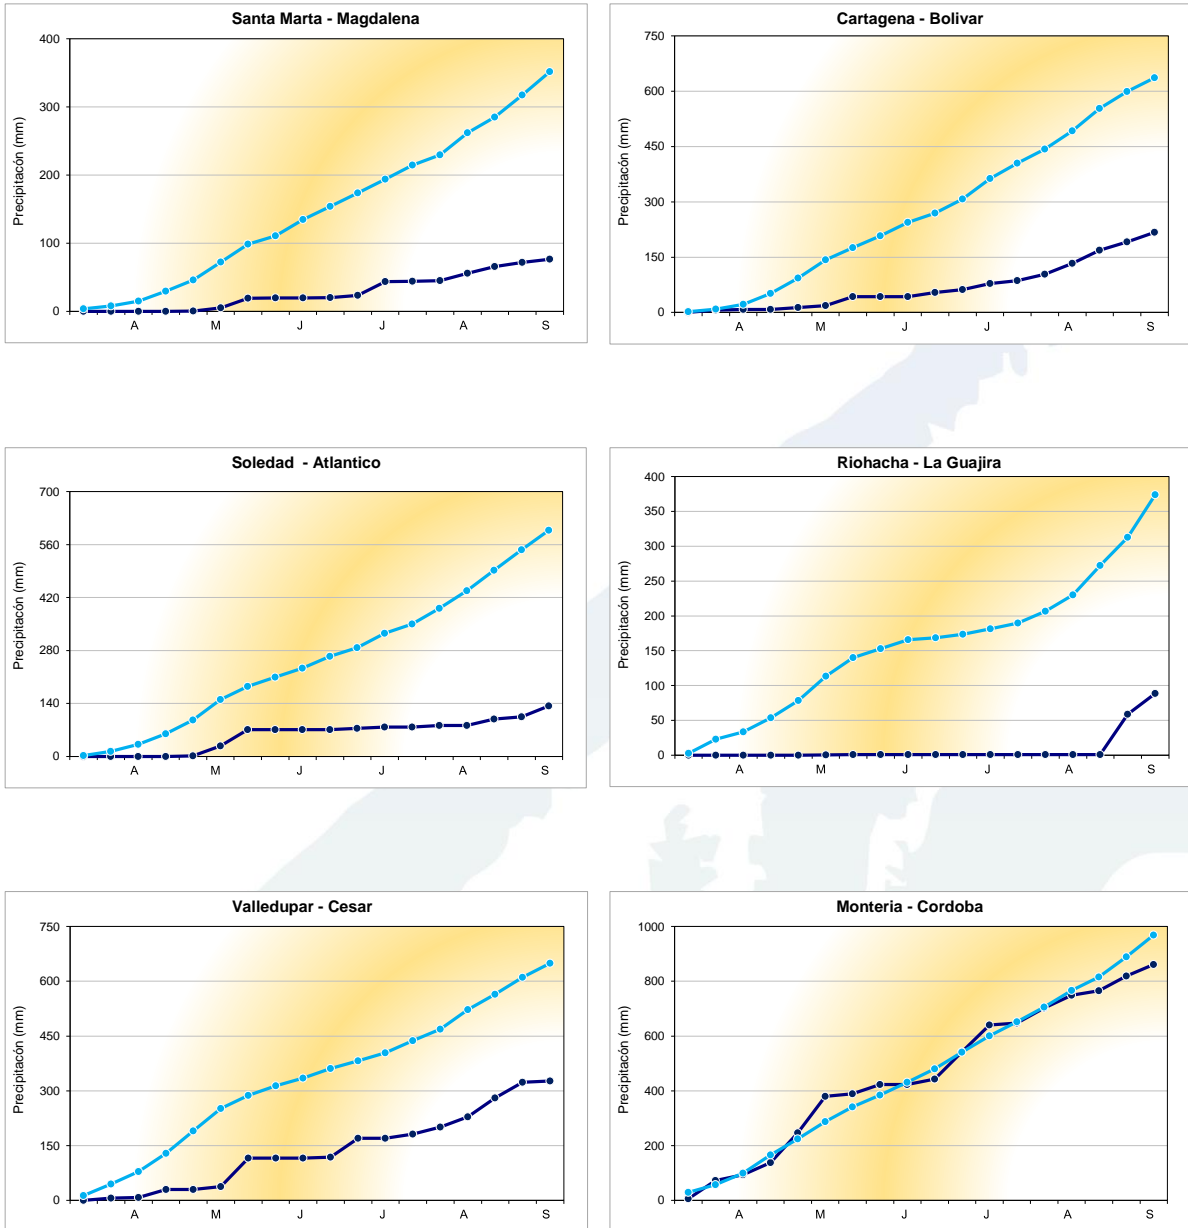 Santa Marta - Magdalena
400
300
200
100
0
Precipitacón (mm)
A M J J A S
Cartagena - Bolivar
750
600
450
300
150
0
Precipitacón (mm)
A M J J A S
Soledad - Atlantico
700
560
420
280
140
0
Precipitacón (mm)
A M J J A S
Riohacha - La Guajira
400
350
300
250
200
150
100
50
0
Precipitacón (mm)
A M J J A S
Valledupar - Cesar
750
600
450
300
150
0
Precipitacón (mm)
A M J J A S
Monteria - Cordoba
1000
800
600
400
200
0
Precipitacón (mm)
A M J J A S